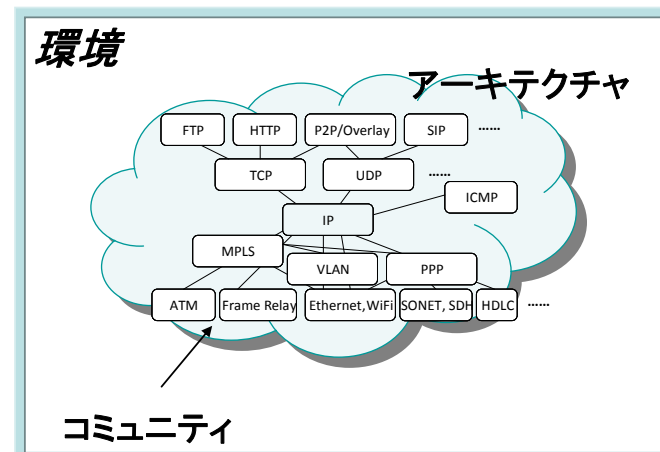 環境
アーキテクチャ
FTP HTTP P2P/Overlay SIP ……
TCP UDP ……
ICMP
IP
MPLS
VLAN PPP
ATM Frame Relay Ethernet,WiFi SONET, SDH HDLC ……
コミュニティ